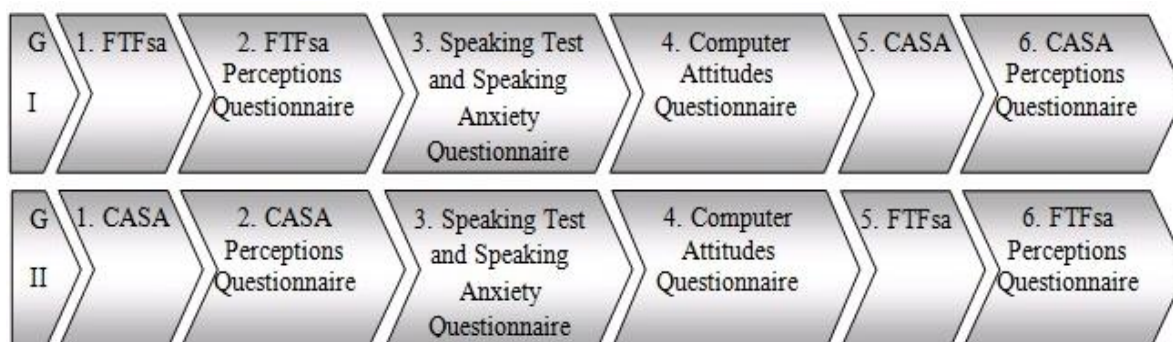 G
I
1. FTFsa
2. FTFsa
Perceptions
Questionnaire
3. Speaking Test
and Speaking
Anxiety
Questionnaire
4. Computer
Attitudes
Questionnaire
5. CASA
6. CASA
Perceptions
Questionnaire
G
II
1. CASA
2. CASA
Perceptions
Questionnaire
3. Speaking Test
and Speaking
Anxiety
Questionnaire
4. Computer
Attitudes
Questionnaire
5. FTFsa
6. FTFsa
Perceptions
Questionnaire